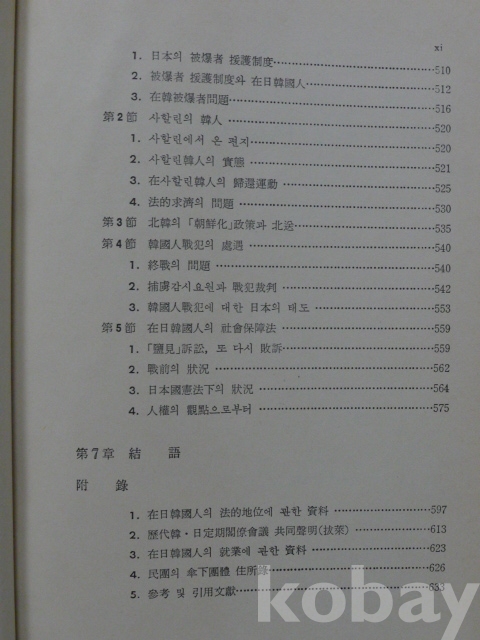 xi
1. 日本의 被爆者 援護制度……510
2. 被爆者 援護制度와 在日韓國人……512
3. 在韓被爆者問題……516
第2節 사할린의 韓人……520
1. 사할린에서 온 편지……520
2. 사할린韓人의 實態……521
3. 在사할린韓人의 歸還運動……525
4. 法的求濟의 問題……530
第3節 北韓의「朝鮮化」政策과 北送……535
第4節 韓國人戰犯의 處遇……540
1. 終戰의 問題……540
2. 捕虜감시요원과 戰犯裁判……542
3. 韓國人戰犯에 대한 日本의 태도……553
第5節 在日韓國人의 社會保障法……559
1.「鹽見」訴訟, 또 다시 敗訴……559
2. 戰前의 狀況……562
3. 日本國憲法下의 狀況……564
4. 人權의 觀點으로부터……575
第7章 結 語
附 錄
1. 在日韓國人의 法的地位에 관한 資料……597
2. 歷代韓・日定期閣僚會議 共同聲明(拔萃)……613
3. 在日韓國人의 就業에 관한 資料……623
4. 民團의 傘下團體 住所錄……626
5. 參考 및 引用文獻……633
kobay